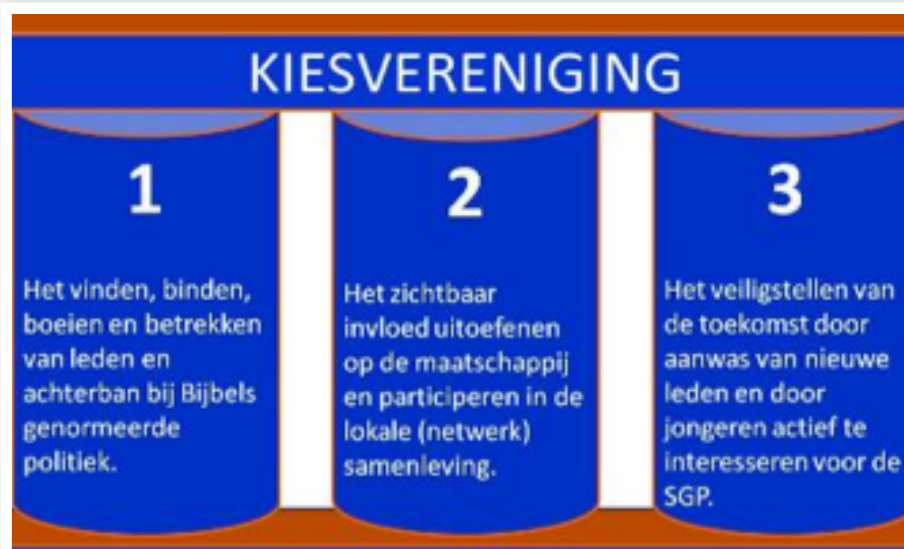 KIESVERENIGING
1
Het vinden, binden,
boeien en betrekken
van leden en
achterban bij Bijbels
genormeerde
politiek.
2
Het zichtbaar
invloed uitoefenen
op de maatschappij
en participeren in de
lokale (netwerk)
samenleving.
3
Het veiligstellen van
de toekomst door
aanwas van nieuwe
leden en door
jongeren actief te
interesseren voor de
SGP.